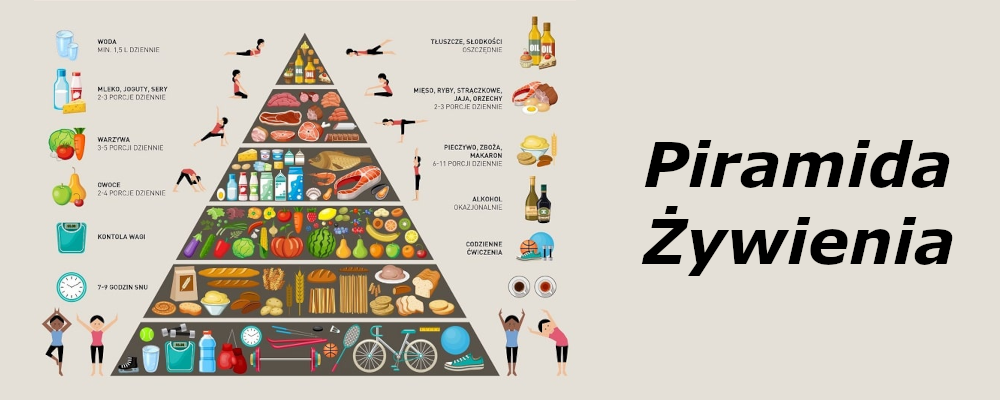 WODA
MIN. 1,5 L DZIENNIE
MLEKO, JOGUTY, SERY
2-3 PORCJE DZIENNIE
WARZYWA
3-5 PORCJI DZIENNIE
OWOCE
2-4 PORCJE DZIENNIE
KONTOLA WAGI
7-9 GODZIN SNU
OIL
OIL
TŁUSZCZE, SŁODKOŚCI
OSZCZĘDNIE
MIĘSO, RYBY, STRĄCZKOWE,
JAJA, ORZECHY
2-3 PORCJE DZIENNIE
PIECZYWO, ZBOŻA,
MAKARON
6-11 PORCJI DZIENNIE
ALKOHOL
OKAZJONALNIE
CODZIENNE
ĆWICZENIA
OIL
OIL
Piramida
Żywienia